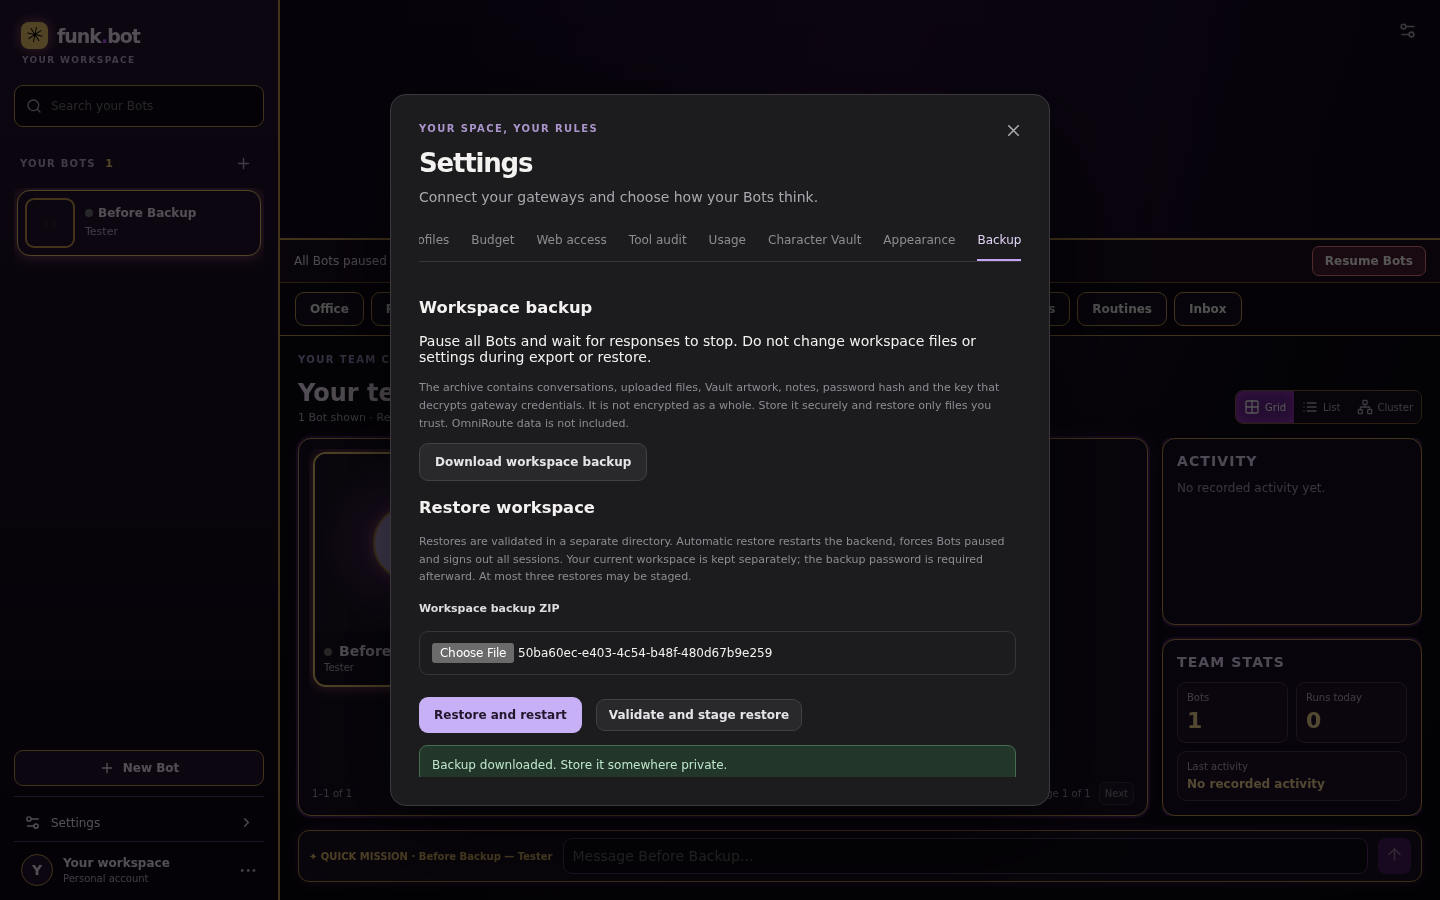 funk.bot
YOUR WORKSPACE
Search your Bots
YOUR BOTS 1
Before Backup
Tester
New Bot
Settings
Y
Your workspace
Personal account
YOUR SPACE, YOUR RULES
Settings
Connect your gateways and choose how your Bots think.
ofiles Budget Web access Tool audit Usage Character Vault Appearance Backup
Workspace backup
Pause all Bots and wait for responses to stop. Do not change workspace files or
settings during export or restore.
The archive contains conversations, uploaded files, Vault artwork, notes, password hash and the key that
decrypts gateway credentials. It is not encrypted as a whole. Store it securely and restore only files you
trust. OmniRoute data is not included.
Download workspace backup
Restore workspace
Restores are validated in a separate directory. Automatic restore restarts the backend, forces Bots paused
and signs out all sessions. Your current workspace is kept separately; the backup password is required
afterward. At most three restores may be staged.
Workspace backup ZIP
Choose File 50ba60ec-e403-4c54-b48f-480d67b9e259
Restore and restart
Validate and stage restore
Backup downloaded. Store it somewhere private.
All Bots paused
Resume Bots
Office
Routines
Inbox
YOUR TEAM C
Your te
1 Bot shown · Re
Grid
List
Cluster
Before
Tester
1–1 of 1
ge 1 of 1
Next
ACTIVITY
No recorded activity yet.
TEAM STATS
Bots
1
Runs today
0
Last activity
No recorded activity
✦ QUICK MISSION · Before Backup — Tester
Message Before Backup...